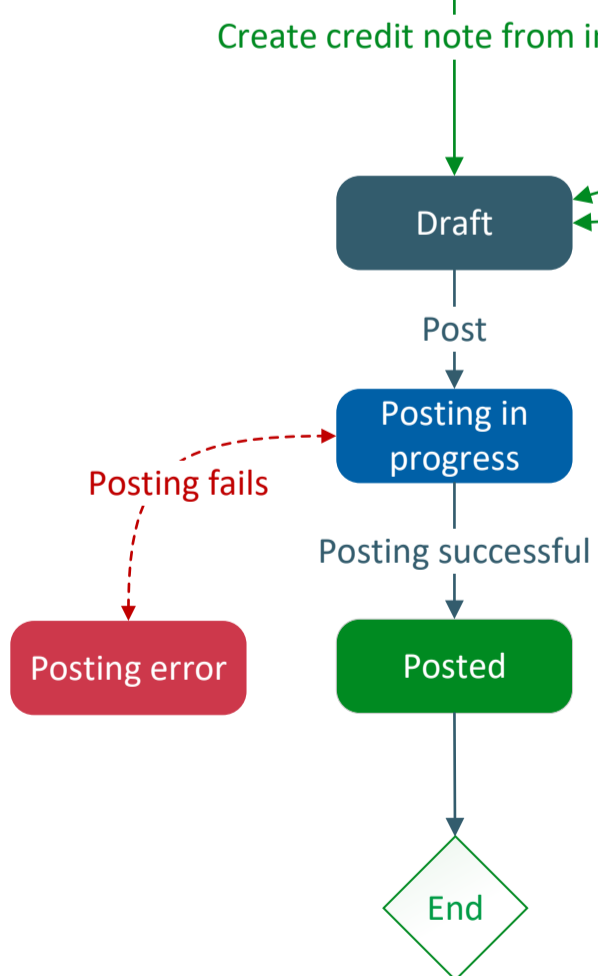 Create credit note from
Draft
Post
Posting in
progress
Posting fails
Posting successful
Posting error
Posted
End